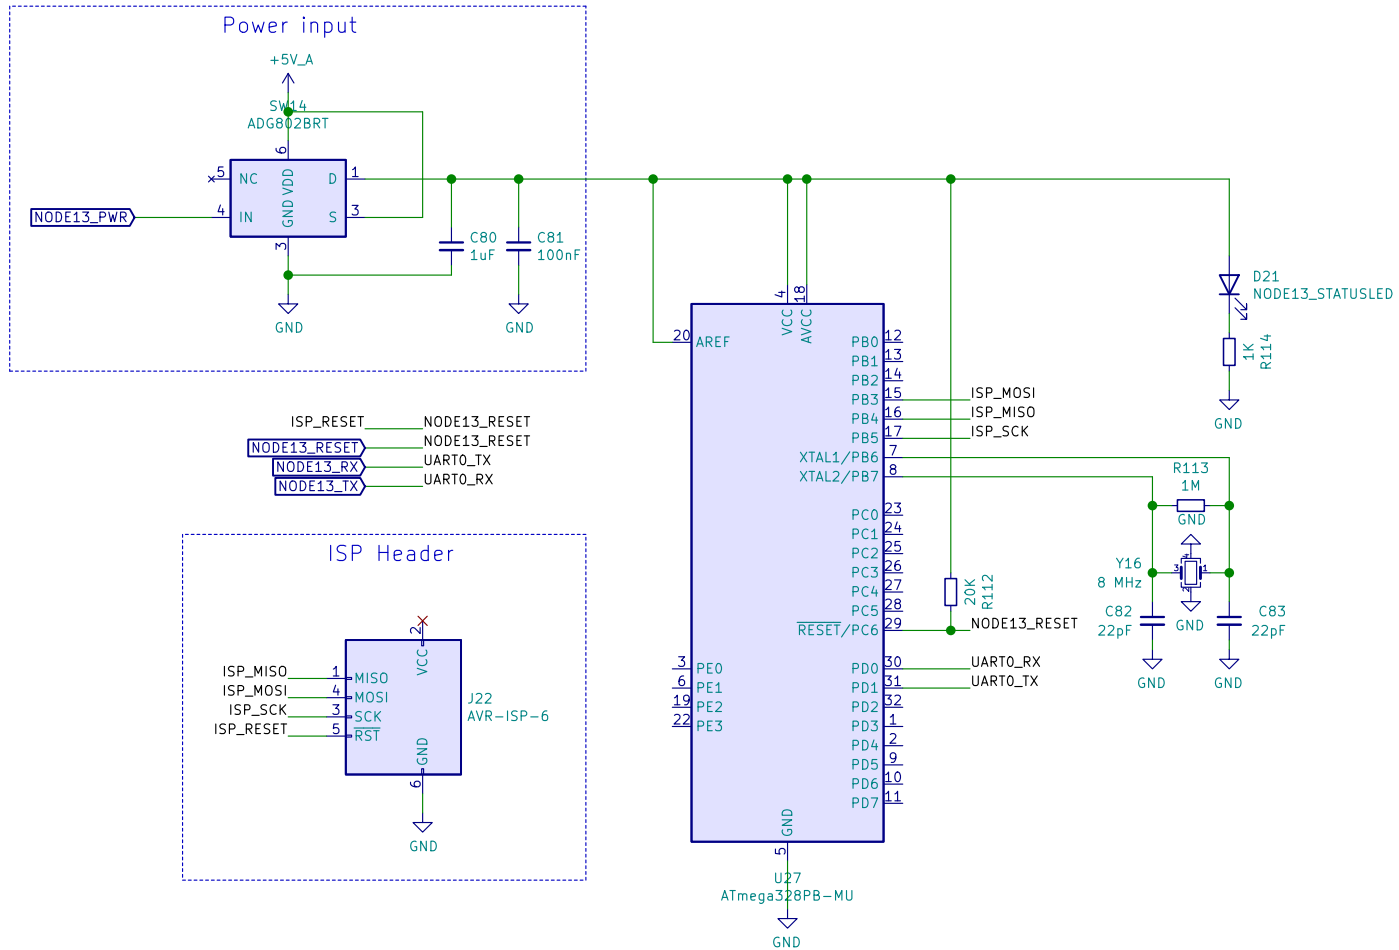 Power input
+5V_A
SW14
ADG802BRT
6
5
NC
VDD
D
1
NODE13_PWR
4
IN
GND
S
3
3
GND
C80
1uF
C81
100nF
GND
D21
NODE13_STATUSLED
1K
R114
GND
4
18
VCC
AVCC
20
AREF
PB0
12
PB1
13
PB2
14
PB3
15
ISP_MOSI
PB4
16
ISP_MISO
PB5
17
ISP_SCK
XTAL1/PB6
7
XTAL2/PB7
8
PC0
23
PC1
24
PC2
25
PC3
26
PC4
27
PC5
28
RESET/PC6
29
NODE13_RESET
20K
R112
3
PE0
6
PE1
19
PE2
22
PE3
PD0
30
UART0_RX
PD1
31
UART0_TX
PD2
32
PD3
1
PD4
2
PD5
9
PD6
10
PD7
11
GND
5
U27
ATmega328PB-MU
GND
R113
1M
GND
4
Y16
8 MHz
3
1
2
GND
C82
22pF
GND
C83
22pF
GND
ISP_RESET
NODE13_RESET
NODE13_RESET
NODE13_RESET
NODE13_RX
UART0_TX
NODE13_TX
UART0_RX
ISP Header
2
VCC
ISP_MISO
1
MISO
ISP_MOSI
4
MOSI
ISP_SCK
3
SCK
ISP_RESET
5
RST
J22
AVR-ISP-6
GND
6
GND